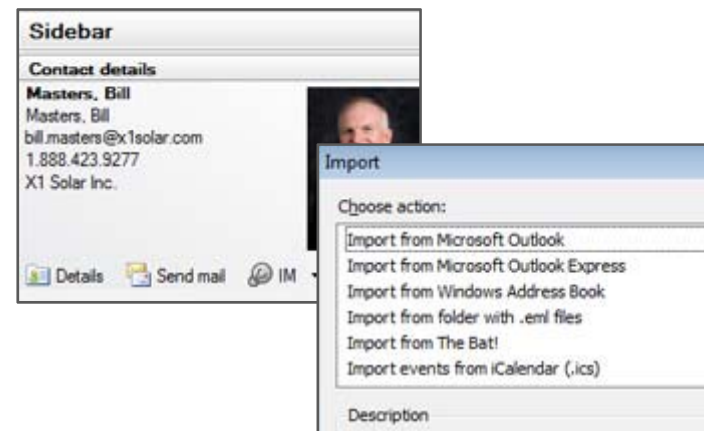 Sidebar
Contact details
Masters, Bill
Masters, Bill
bill.masters@x1solar.com
1.888.423.9277
X1 Solar Inc.
Details Send mail IM
Import
Choose action:
Import from Microsoft Outlook
Import from Microsoft Outlook Express
Import from Windows Address Book
Import from folder with .eml files
Import from The Bat!
Import events from iCalendar (.ics)
Description